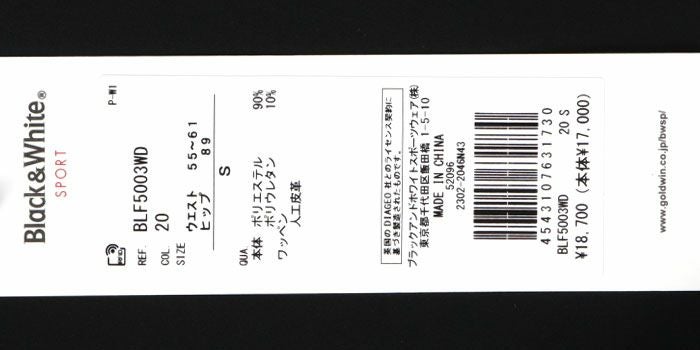 Black&White®
SPORT
P-W1
REF. BLF5003WD
COL. 20
SIZE
ウエスト 55~61
ヒップ 89
S
QUA.
本体 ポリエステル 90%
ポリウレタン 10%
ワッペン
人工皮革
英国のDIAGEO 社とのライセンス契約に
基づき製造されたものです。
ブラックアンドホワイトスポーツウェア(株)
東京都千代田区飯田橋 1-5-10
MADE IN CHINA
52096
2302-2046M43
4543107631730
BLF5003WD 20 S
¥18,700 (本体¥17,000)
www.goldwin.co.jp/bwsp/